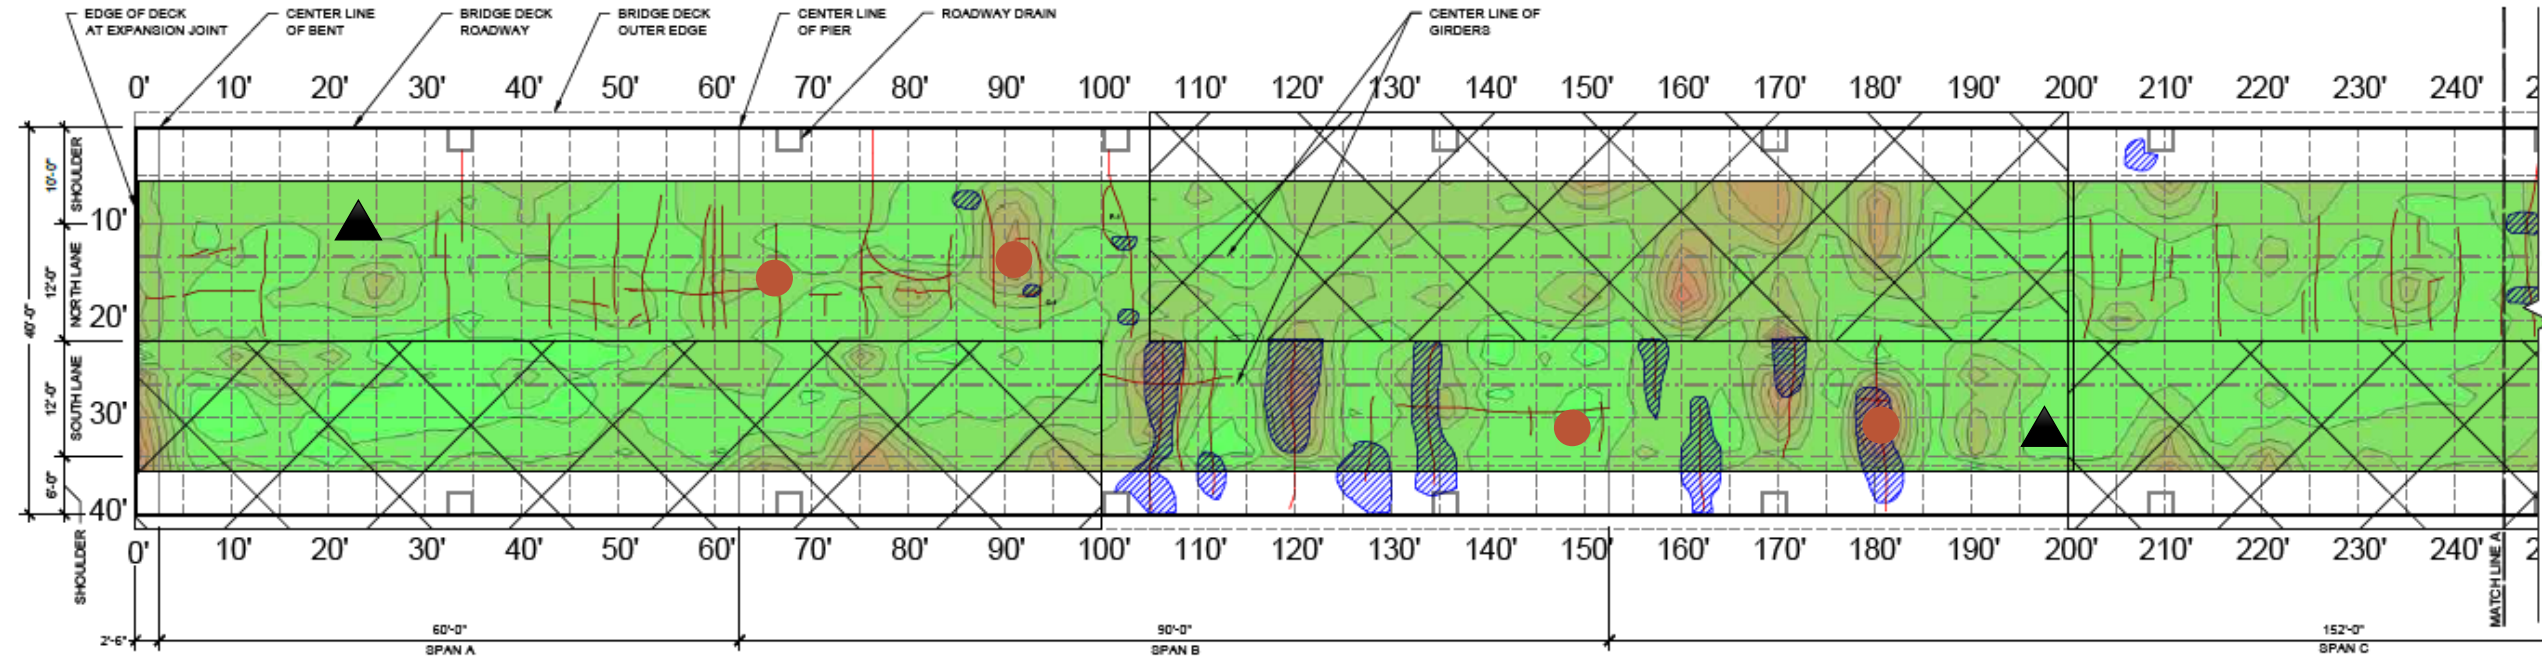 EDGE OF DECK
AT EXPANSION JOINT
CENTER LINE
OF BENT
BRIDGE DECK
ROADWAY
BRIDGE DECK
OUTER EDGE
CENTER LINE
OF PIER
ROADWAY DRAIN
CENTER LINE OF
GIRDERS
0' 10' 20' 30' 40' 50' 60' 70' 80' 90' 100' 110' 120' 130' 140' 150' 160' 170' 180' 190' 200' 210' 220' 230' 240' 2
40'-0"
10'-0"
SHOULDER
12'-0"
NORTH LANE
12'-0"
SOUTH LANE
6'-0"
SHOULDER
10'
20'
30'
40'
0' 10' 20' 30' 40' 50' 60' 70' 80' 90' 100' 110' 120' 130' 140' 150' 160' 170' 180' 190' 200' 210' 220' 230' 240' 2
MATCH LINE A
2'-6"
60'-0"
SPAN A
90'-0"
SPAN B
152'-0"
SPAN C